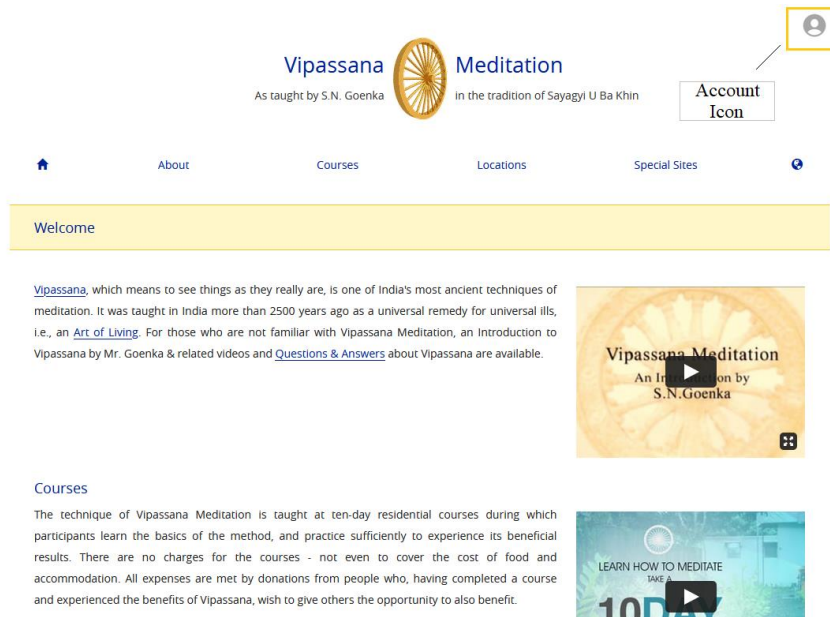 Vipassana Meditation
As taught by S.N. Goenka in the tradition of Sayagyi U Ba Khin
Account
Icon
About Courses Locations Special Sites
Welcome
Vipassana, which means to see things as they really are, is one of India's most ancient techniques of
meditation. It was taught in India more than 2500 years ago as a universal remedy for universal ills,
i.e., an Art of Living. For those who are not familiar with Vipassana Meditation, an Introduction to
Vipassana by Mr. Goenka & related videos and Questions & Answers about Vipassana are available.
Vipassana Meditation
An Introduction by
S.N.Goenka
Courses
The technique of Vipassana Meditation is taught at ten-day residential courses during which
participants learn the basics of the method, and practice sufficiently to experience its beneficial
results. There are no charges for the courses - not even to cover the cost of food and
accommodation. All expenses are met by donations from people who, having completed a course
and experienced the benefits of Vipassana, wish to give others the opportunity to also benefit.
LEARN HOW TO MEDITATE
TAKE A
10DAY